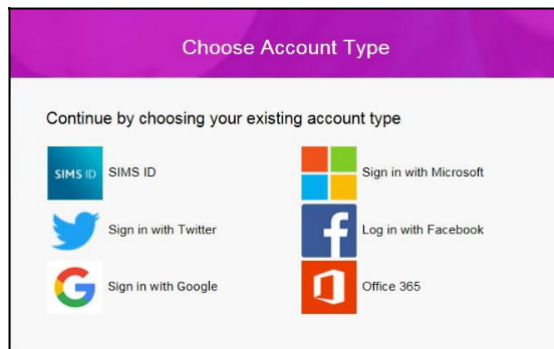 Choose Account Type
Continue by choosing your existing account type
SIMS ID SIMS ID
Sign in with Microsoft
Sign in with Twitter
Log in with Facebook
Sign in with Google
Office 365